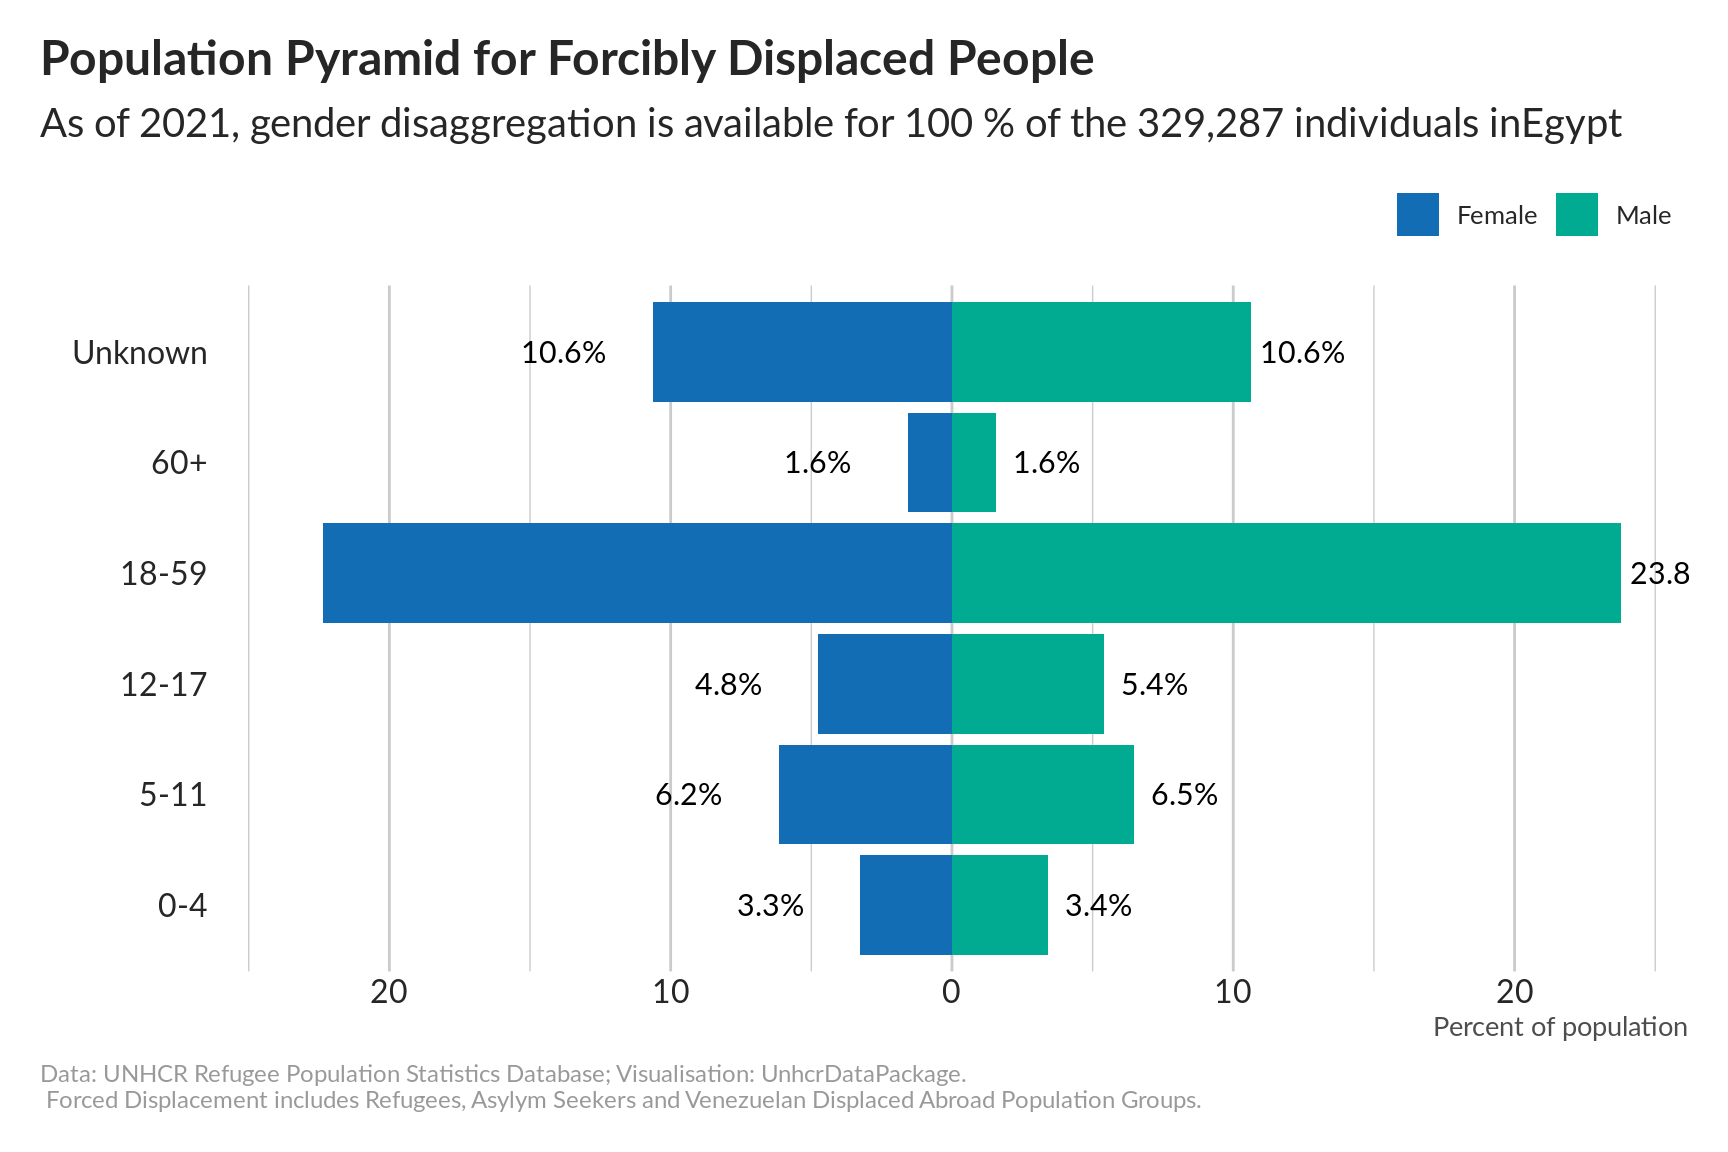 Population Pyramid for Forcibly Displaced People
As of 2021, gender disaggregation is available for 100 % of the 329,287 individuals inEgypt
Female Male
Unknown 10.6% 10.6%
60+ 1.6% 1.6%
18-59 23.8
12-17 4.8% 5.4%
5-11 6.2% 6.5%
0-4 3.3% 3.4%
20 10 0 10 20
Percent of population
Data: UNHCR Refugee Population Statistics Database; Visualisation: UnhcrDataPackage.
Forced Displacement includes Refugees, Asylym Seekers and Venezuelan Displaced Abroad Population Groups.